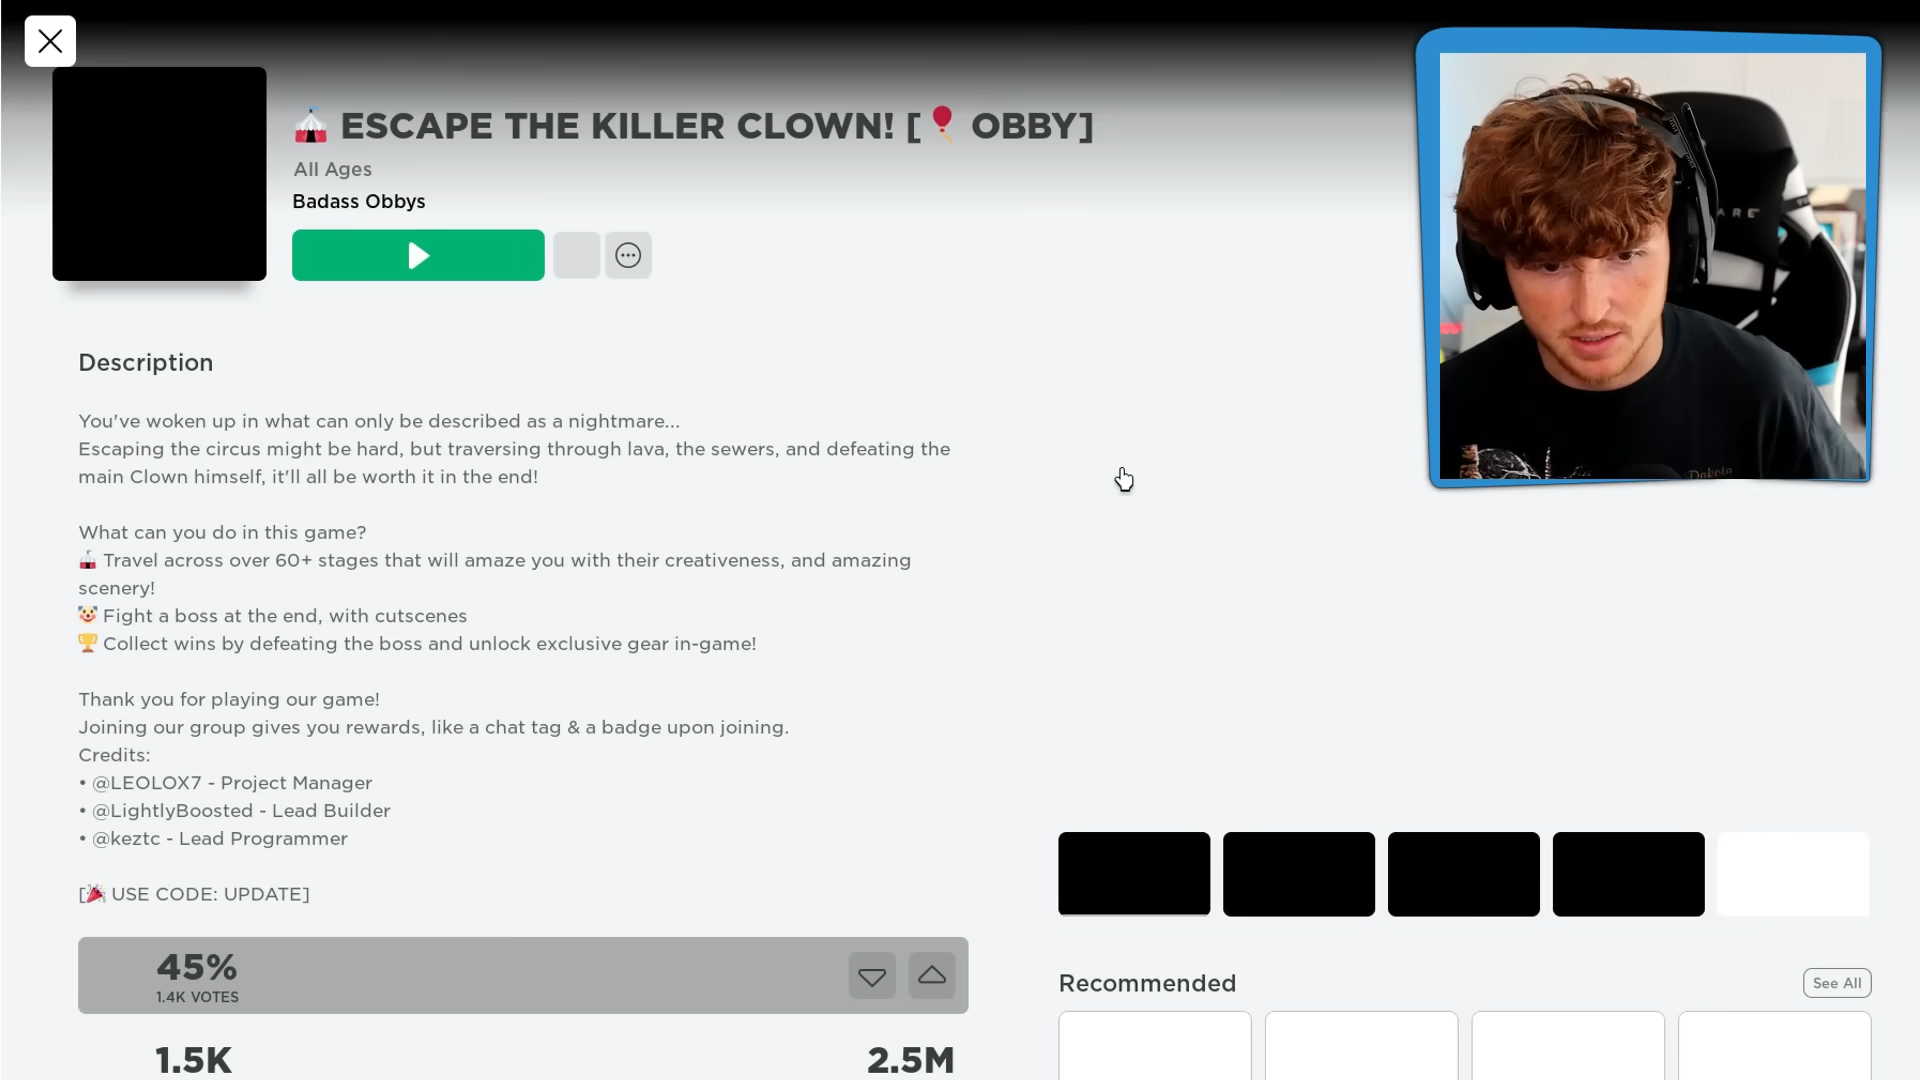 ESCAPE THE KILLER CLOWN! [🎈 OBBY]
All Ages
Badass Obbys
Description
You've woken up in what can only be described as a nightmare...
Escaping the circus might be hard, but traversing through lava, the sewers, and defeating the
main Clown himself, it'll all be worth it in the end!
What can you do in this game?
🎪 Travel across over 60+ stages that will amaze you with their creativeness, and amazing
scenery!
🤡 Fight a boss at the end, with cutscenes
🏆 Collect wins by defeating the boss and unlock exclusive gear in-game!
Thank you for playing our game!
Joining our group gives you rewards, like a chat tag & a badge upon joining.
Credits:
• @LEOLOX7 - Project Manager
• @LightlyBoosted - Lead Builder
• @keztc - Lead Programmer
[🎉 USE CODE: UPDATE]
45%
1.4K VOTES
1.5K
2.5M
Recommended
See All
Dakota